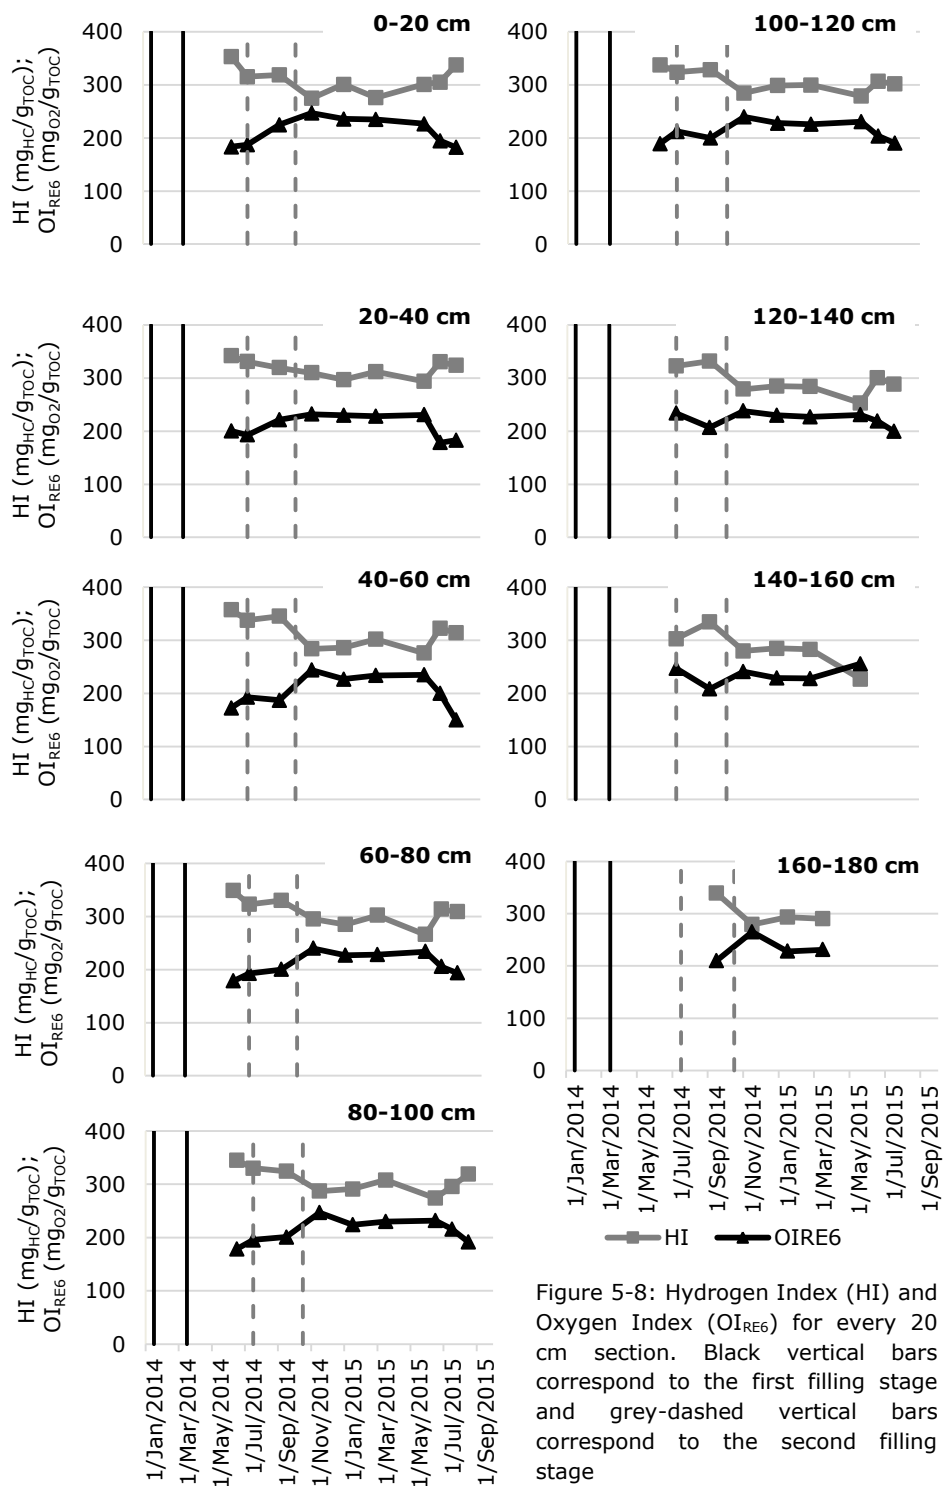 0-20 cm
HI (mgHC/gTOC);
OIRE6 (mgO2/gTOC)
400
300
200
100
0
100-120 cm
400
300
200
100
0
20-40 cm
HI (mgHC/gTOC);
OIRE6 (mgO2/gTOC)
400
300
200
100
0
120-140 cm
400
300
200
100
0
40-60 cm
HI (mgHC/gTOC);
OIRE6 (mgO2/gTOC)
400
300
200
100
0
140-160 cm
400
300
200
100
0
60-80 cm
HI (mgHC/gTOC);
OIRE6 (mgO2/gTOC)
400
300
200
100
0
160-180 cm
400
300
200
100
0
1/Jan/2014
1/Mar/2014
1/May/2014
1/Jul/2014
1/Sep/2014
1/Nov/2014
1/Jan/2015
1/Mar/2015
1/May/2015
1/Jul/2015
1/Sep/2015
HI
OIRE6
80-100 cm
HI (mgHC/gTOC);
OIRE6 (mgO2/gTOC)
400
300
200
100
0
1/Jan/2014
1/Mar/2014
1/May/2014
1/Jul/2014
1/Sep/2014
1/Nov/2014
1/Jan/2015
1/Mar/2015
1/May/2015
1/Jul/2015
1/Sep/2015
Figure 5-8: Hydrogen Index (HI) and
Oxygen Index (OIRE6) for every 20
cm section. Black vertical bars
correspond to the first filling stage
and grey-dashed vertical bars
correspond to the second filling
stage